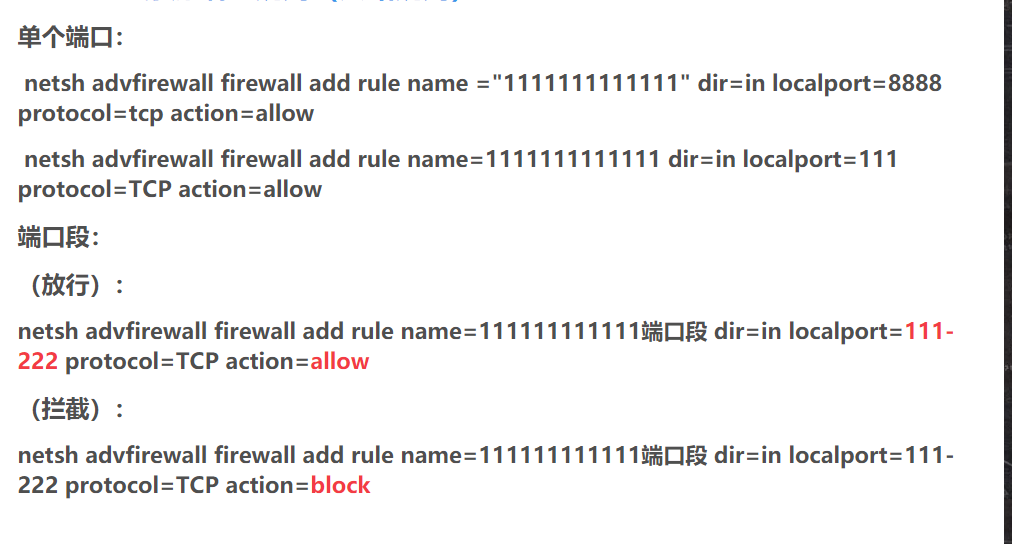 单个端口：
netsh advfirewall firewall add rule name ="1111111111111" dir=in localport=8888
protocol=tcp action=allow
netsh advfirewall firewall add rule name=1111111111111 dir=in localport=111
protocol=TCP action=allow
端口段：
（放行）：
netsh advfirewall firewall add rule name=111111111111端口段 dir=in localport=111-
222 protocol=TCP action=allow
（拦截）：
netsh advfirewall firewall add rule name=111111111111端口段 dir=in localport=111-
222 protocol=TCP action=block